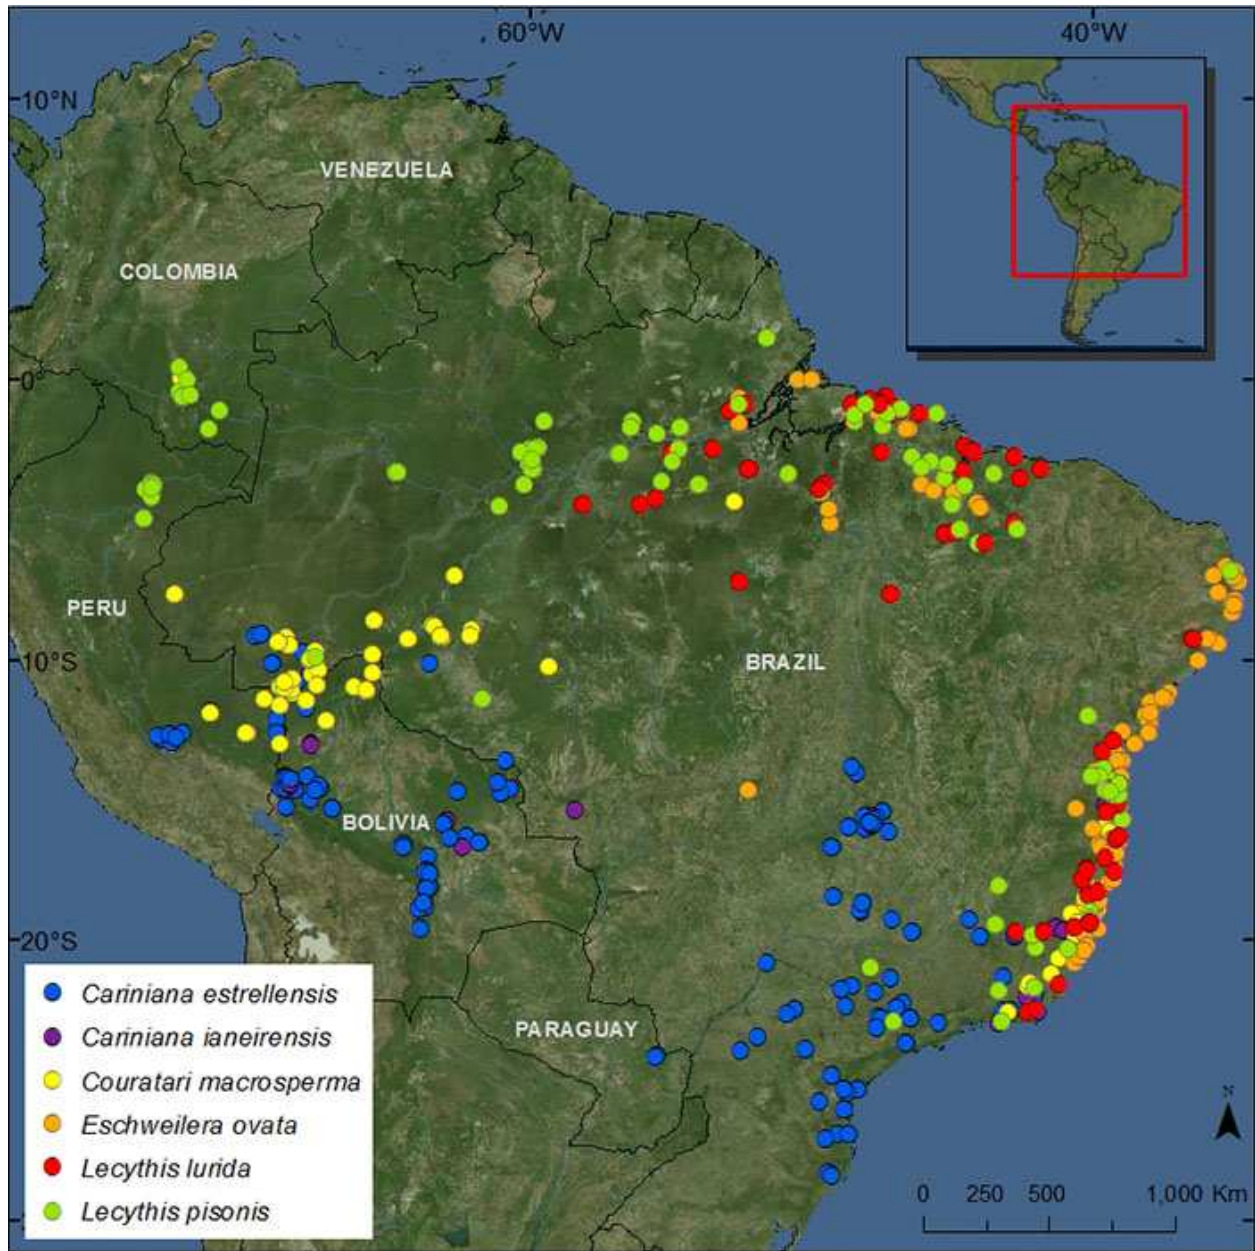 60°W 40°W
10°N
VENEZUELA
COLOMBIA
0°
PERU
10°S
BRAZIL
BOLIVIA
20°S
PARAGUAY
Cariniana estrellensis
Cariniana ianeirensis
Couratari macrosperma
Eschweilera ovata
Lecythis lurida
Lecythis pisonis
N
0 250 500 1,000 Km